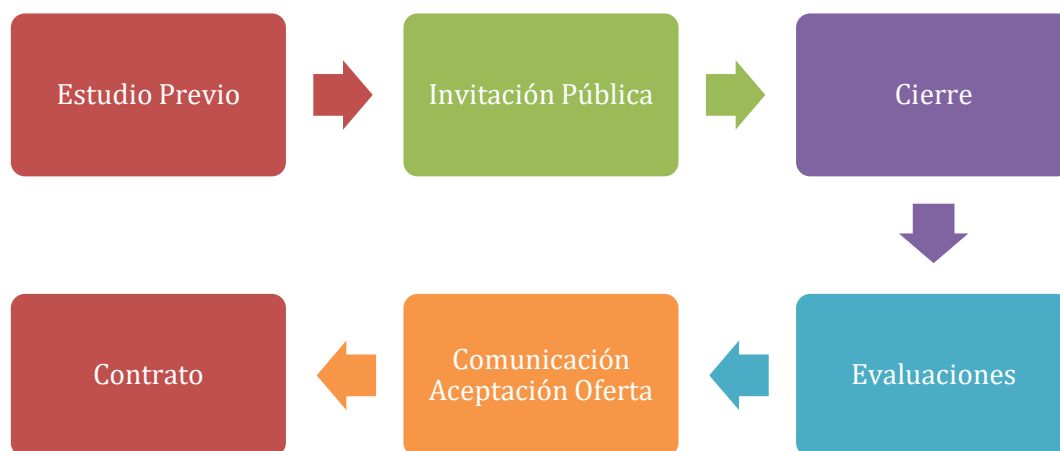 Estudio Previo
Invitación Pública
Cierre
Evaluaciones
Comunicación
Aceptación Oferta
Contrato